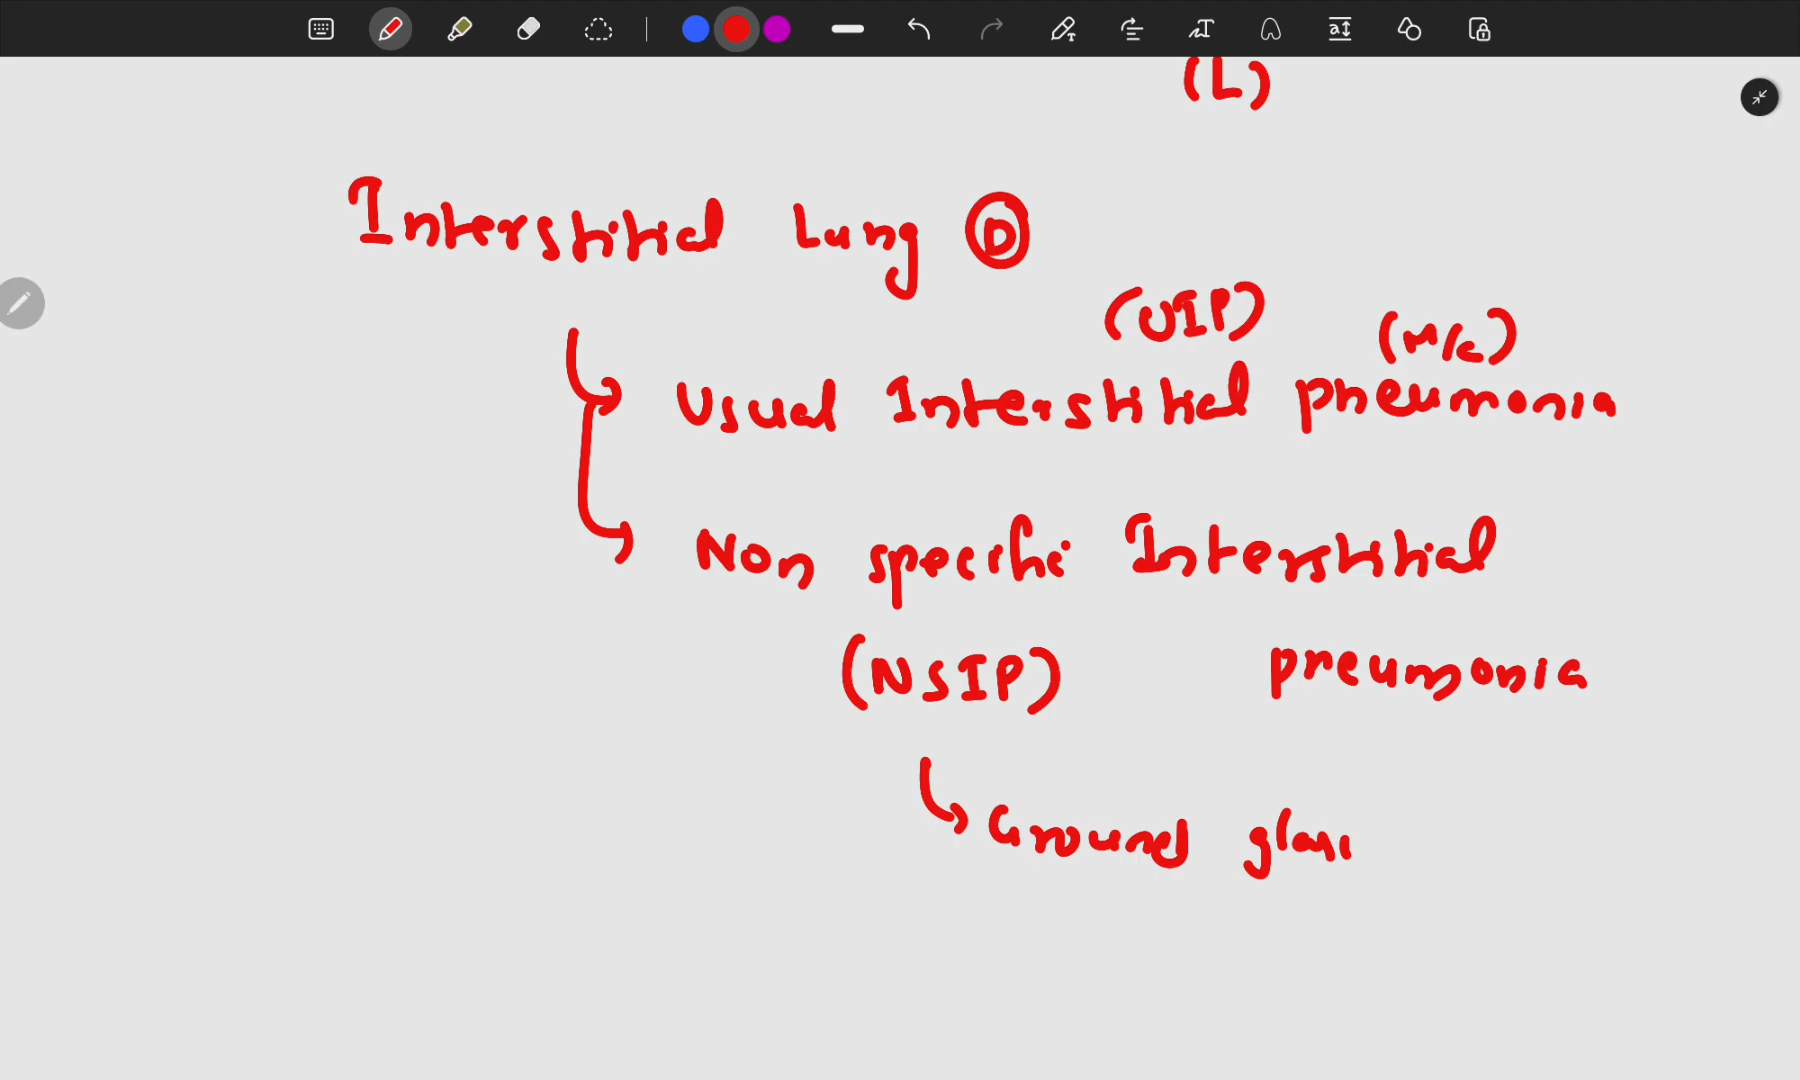 (L)
Interstitial Lung D
(UIP) (M/C)
Usual Interstitial pneumonia
Non specific Interstitial
(NSIP) pneumonia
Ground glass